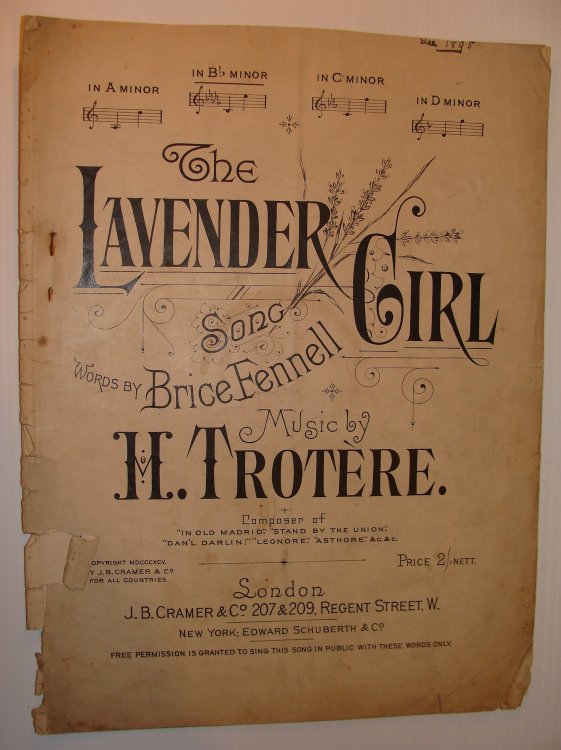 Dec 1895
IN A MINOR
IN B♭ MINOR
IN C MINOR
IN D MINOR
The
LAVENDER
GIRL
Song
WORDS BY Brice Fennell
Music by
H. TROTÈRE.
Composer of
"IN OLD MADRID," "STAND BY THE UNION,"
"DAN'L DARLIN!" "LEONORE," "ASTHORE," &c. &c.
OPYRIGHT MDCCCXCV.
Y J. B. CRAMER & Co
FOR ALL COUNTRIES.
PRICE 2/- NETT.
London
J. B. CRAMER & Co 207 & 209, REGENT STREET, W.
NEW YORK; EDWARD SCHUBERTH & Co
FREE PERMISSION IS GRANTED TO SING THIS SONG IN PUBLIC WITH THESE WORDS ONLY.